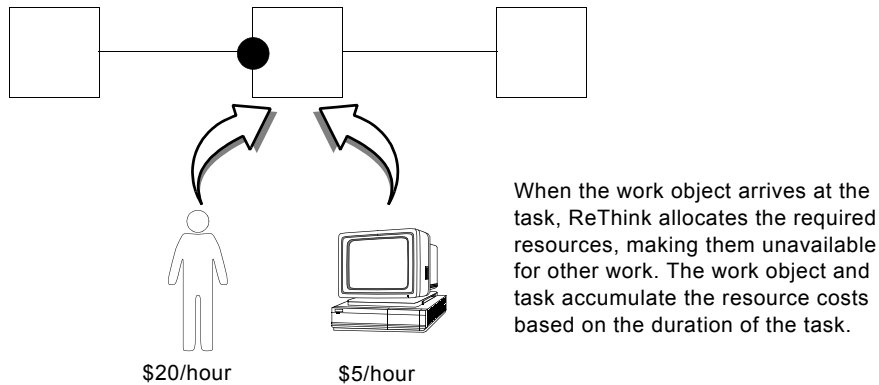 When the work object arrives at the
task, ReThink allocates the required
resources, making them unavailable
for other work. The work object and
task accumulate the resource costs
based on the duration of the task.
$20/hour
$5/hour